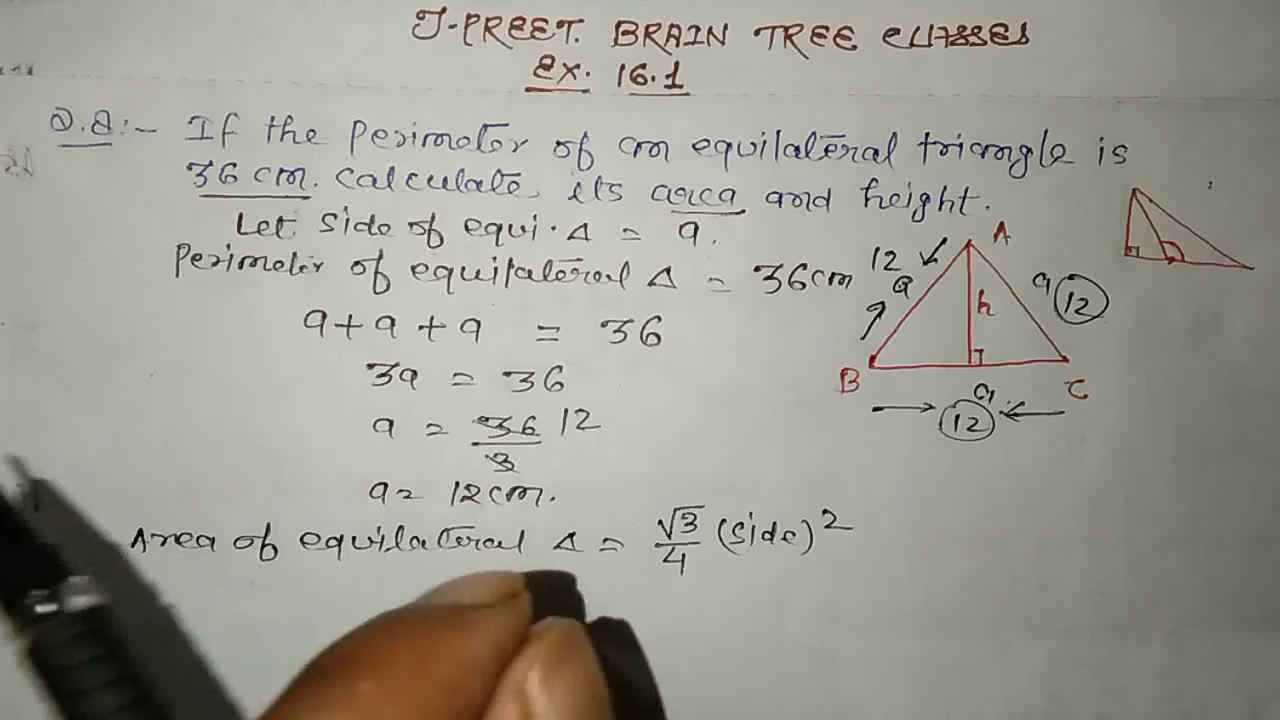 J-PREET. BRAIN TREE CLASSES
Ex. 16.1
Q.8:- If the perimeter of an equilateral triangle is
36 cm. calculate its area and height.
Let side of equi. Δ = a.
Perimeter of equilateral Δ = 36cm
a + a + a = 36
3a = 36
a = 36 12
3
a = 12cm.
Area of equilateral Δ = √3/4 (side)²
A
12
a
h
a
12
B
C
a
12